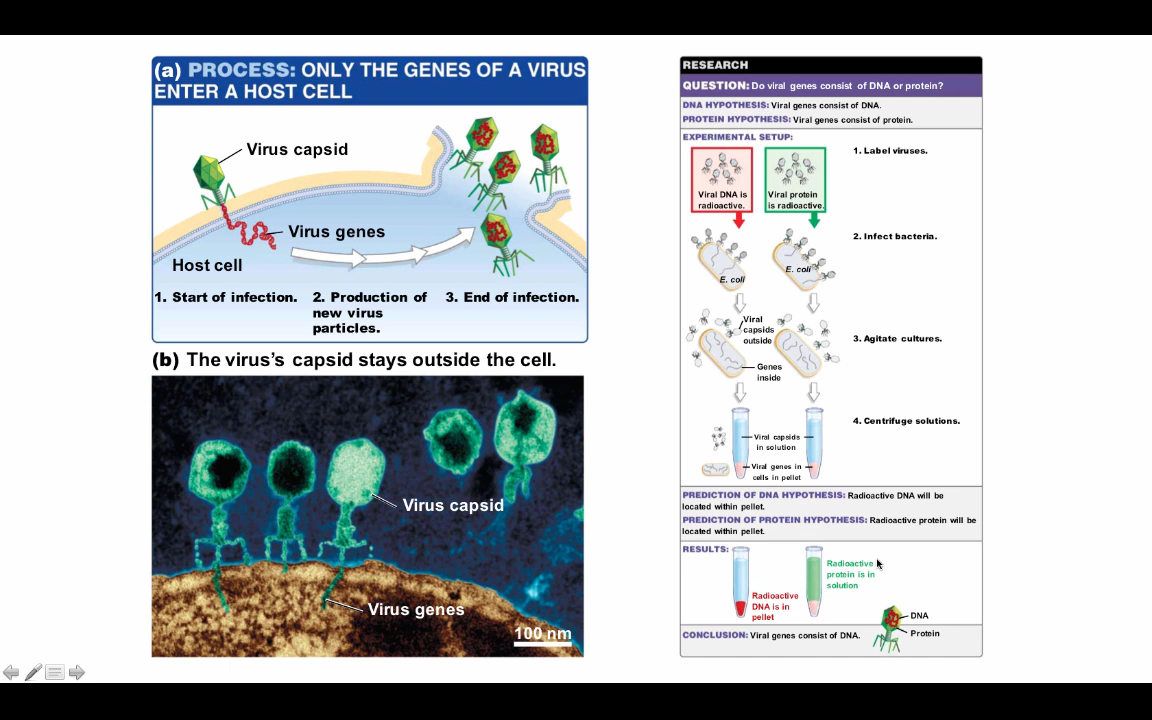 (a) PROCESS: ONLY THE GENES OF A VIRUS
ENTER A HOST CELL
Virus capsid
Virus genes
Host cell
1. Start of infection.
2. Production of
new virus
particles.
3. End of infection.
(b) The virus's capsid stays outside the cell.
Virus capsid
Virus genes
100 nm
RESEARCH
QUESTION: Do viral genes consist of DNA or protein?
DNA HYPOTHESIS: Viral genes consist of DNA.
PROTEIN HYPOTHESIS: Viral genes consist of protein.
EXPERIMENTAL SETUP:
Viral DNA is
radioactive.
Viral protein
is radioactive.
1. Label viruses.
E. coli
E. coli
2. Infect bacteria.
Viral
capsids
outside
Genes
inside
3. Agitate cultures.
4. Centrifuge solutions.
Viral capsids
in solution
Viral genes in
cells in pellet
PREDICTION OF DNA HYPOTHESIS: Radioactive DNA will be
located within pellet.
PREDICTION OF PROTEIN HYPOTHESIS: Radioactive protein will be
located within pellet.
RESULTS:
Radioactive
protein is in
solution
Radioactive
DNA is in
pellet
DNA
Protein
CONCLUSION: Viral genes consist of DNA.